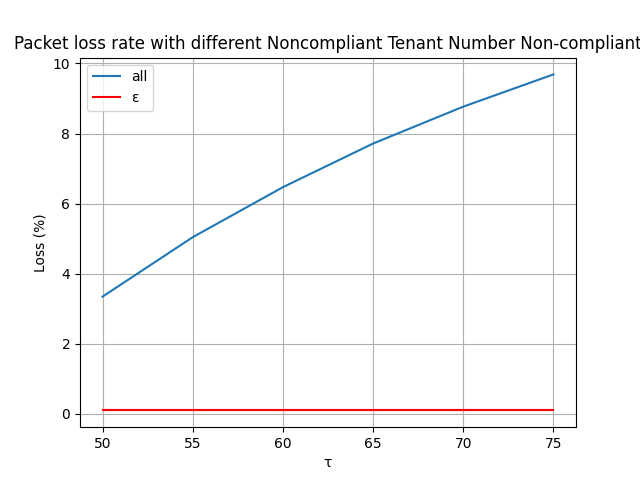 Packet loss rate with different Noncompliant Tenant Number Non-compliant
all
ε
10
8
6
4
2
0
Loss (%)
50 55 60 65 70 75
τ